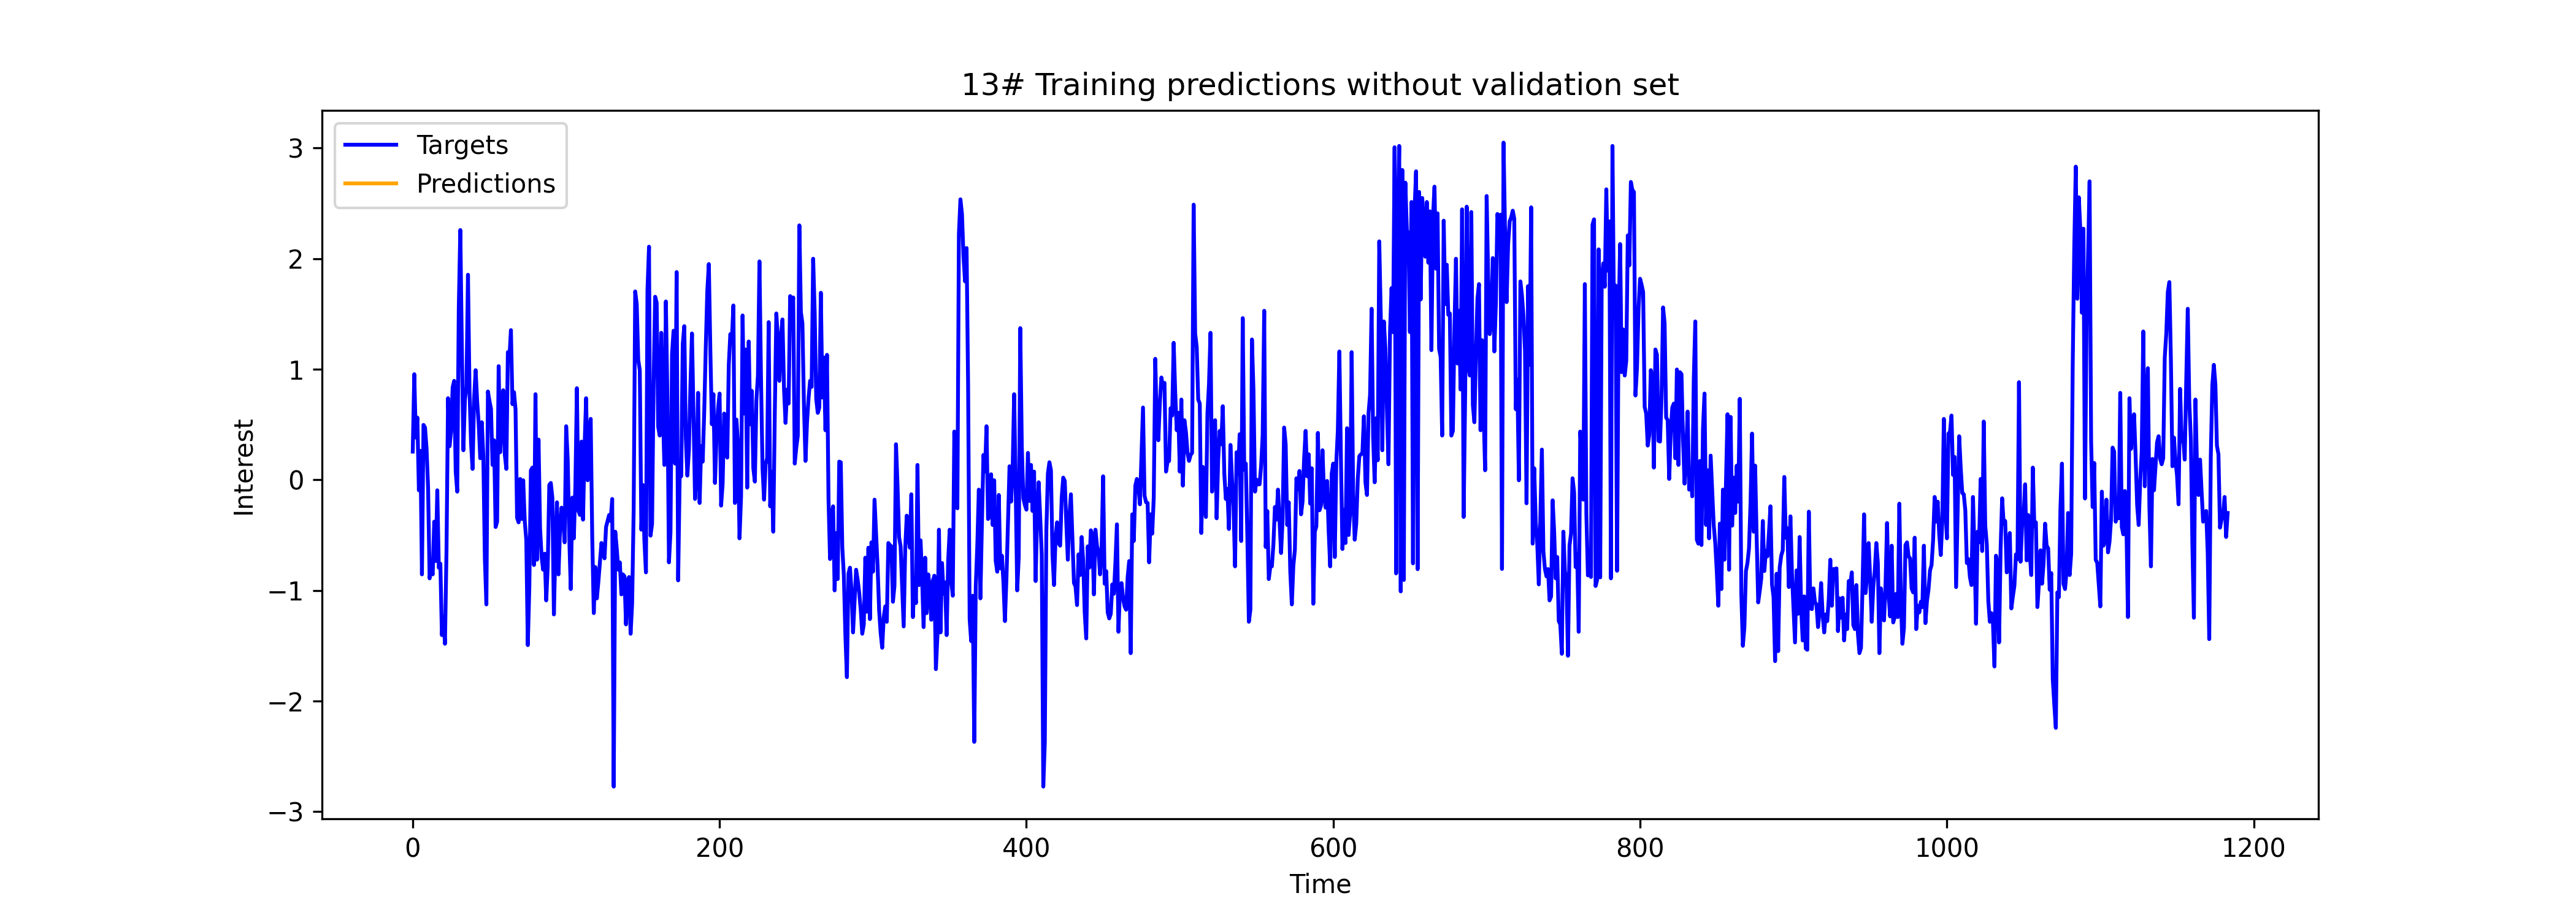 13# Training predictions without validation set
Targets
Predictions
Interest
3
2
1
0
−1
−2
−3
0 200 400 600 800 1000 1200
Time